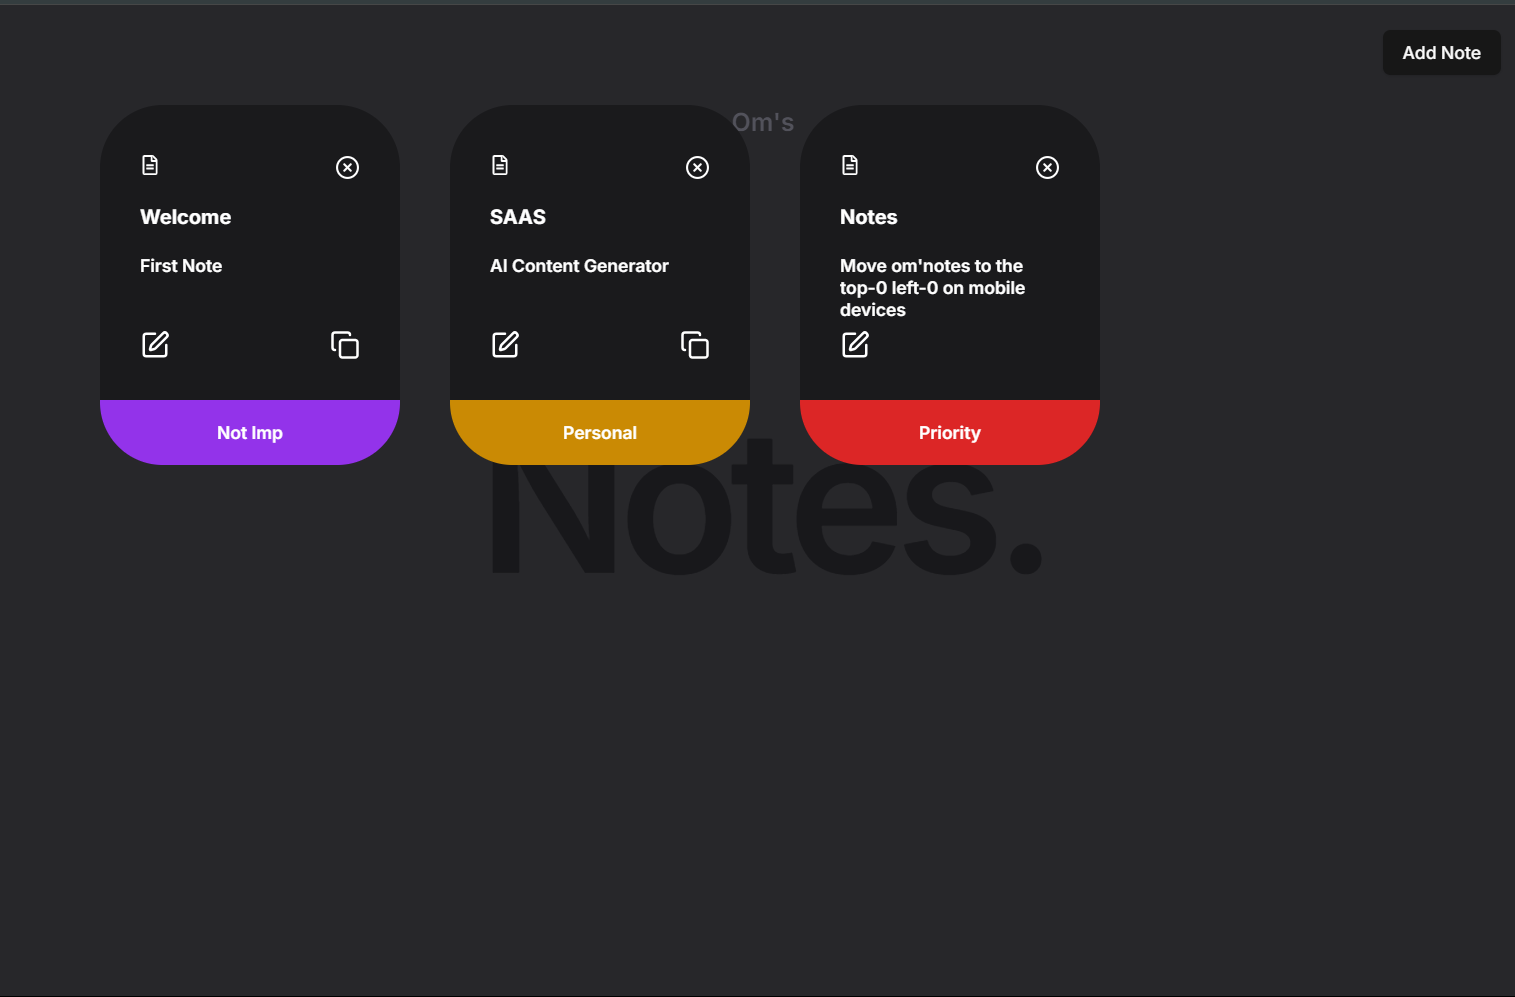 Add Note
Om's
Welcome
First Note
Not Imp
SAAS
AI Content Generator
Personal
Notes
Move om'notes to the
top-0 left-0 on mobile
devices
Priority
Notes.